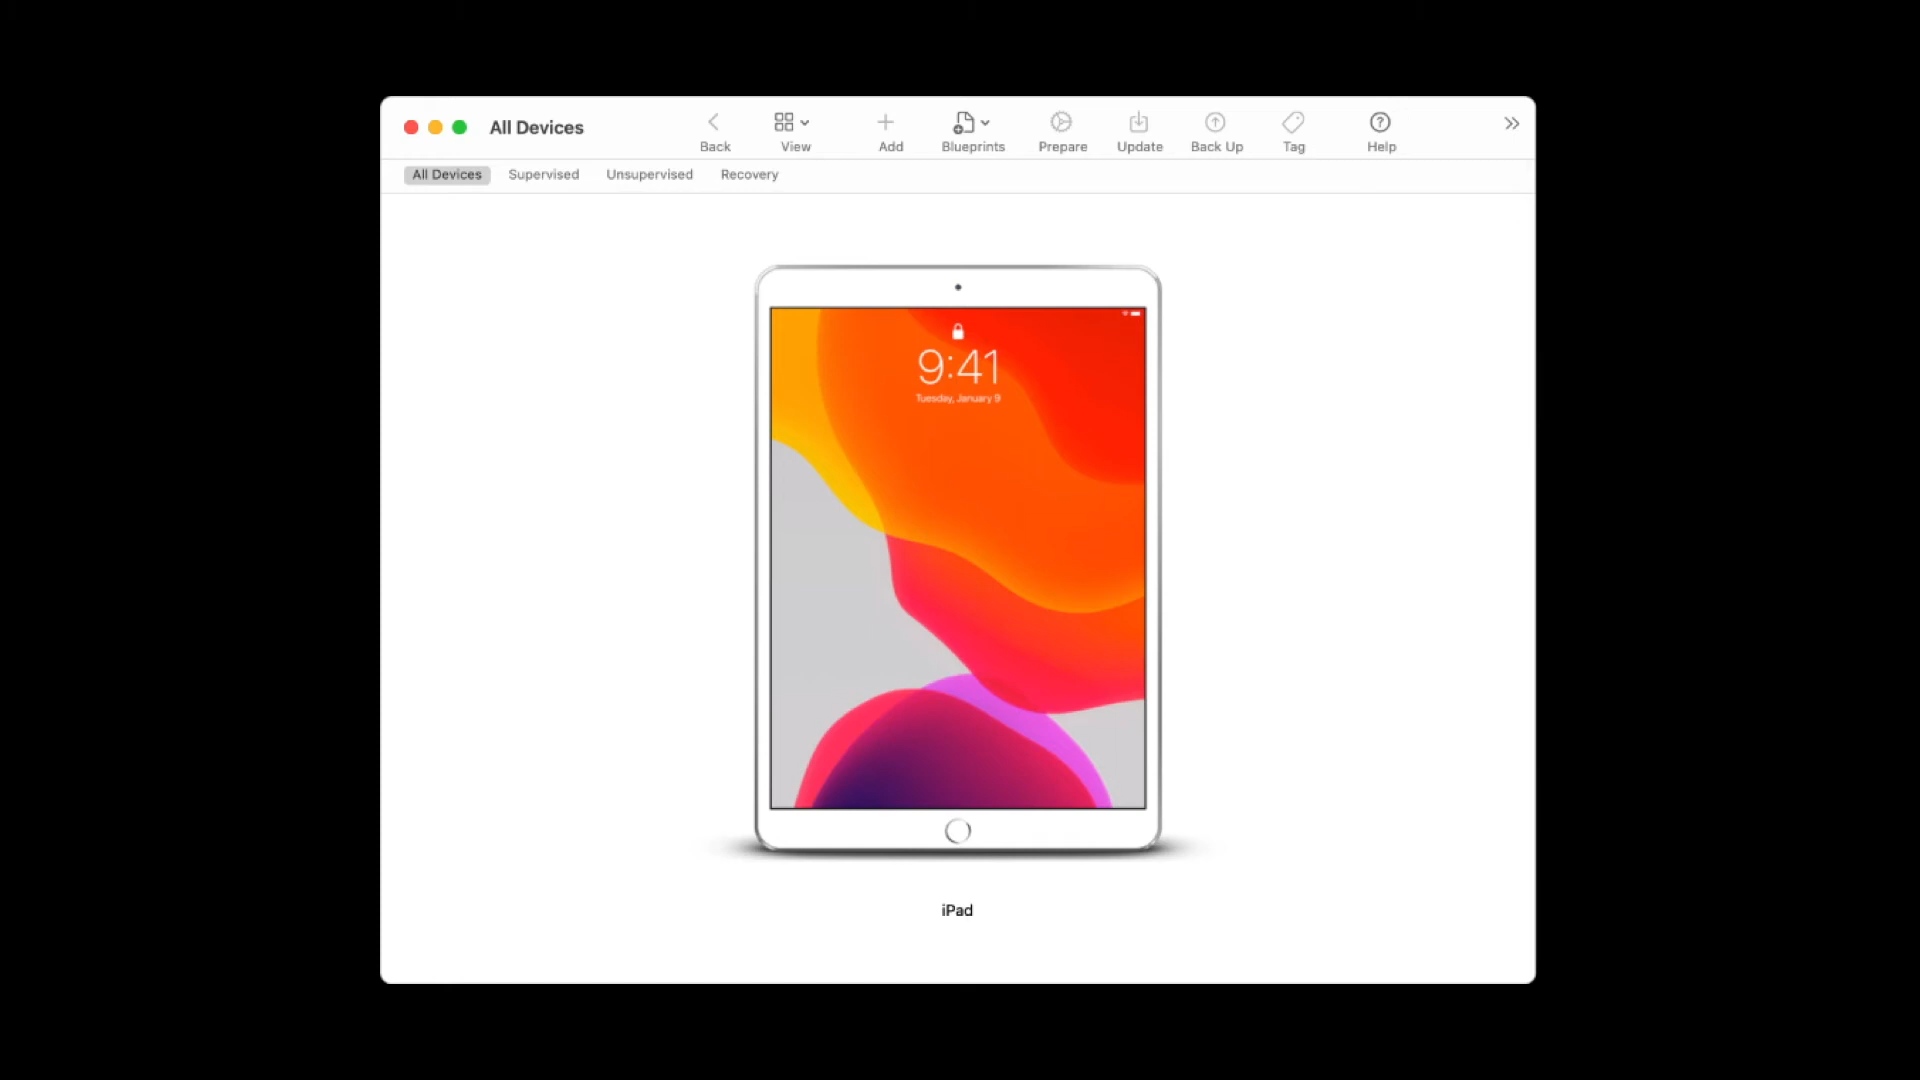 All Devices
Back
View
Add
Blueprints
Prepare
Update
Back Up
Tag
Help
All Devices
Supervised
Unsupervised
Recovery
9:41
Tuesday, January 9
iPad